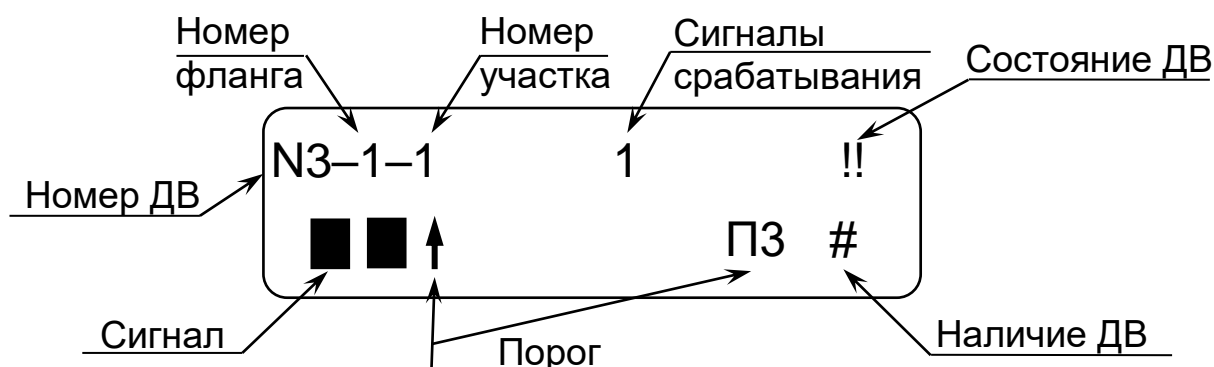 Номер
фланга
Номер
участка
Сигналы
срабатывания
Состояние ДВ
N3–1–1 1 !!
Номер ДВ
П3 #
Сигнал
Порог
Наличие ДВ